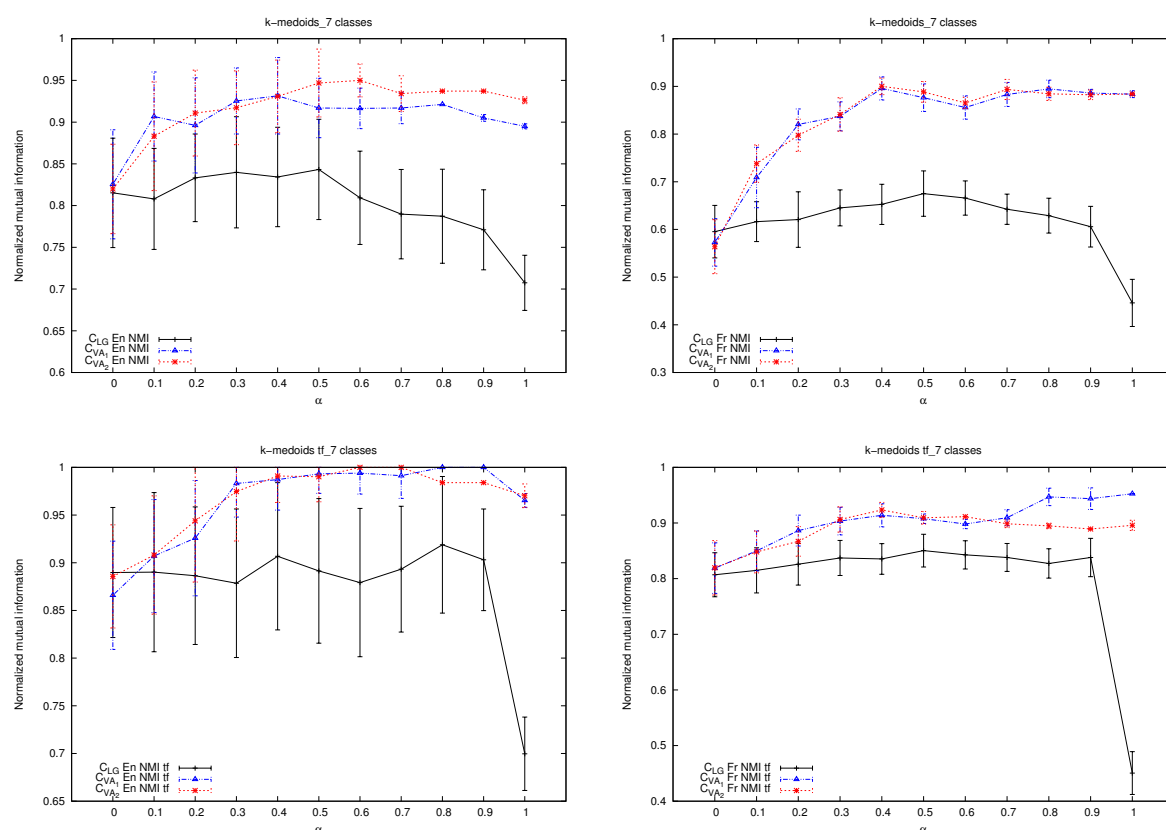 k−medoids_7 classes
1
0.95
0.9
0.85
0.8
0.75
0.7
0.65
0.6
Normalized mutual information
C_LG En NMI
C_VA1 En NMI
C_VA2 En NMI
0 0.1 0.2 0.3 0.4 0.5 0.6 0.7 0.8 0.9 1
α
k−medoids_7 classes
1
0.9
0.8
0.7
0.6
0.5
0.4
0.3
Normalized mutual information
C_LG Fr NMI
C_VA1 Fr NMI
C_VA2 Fr NMI
0 0.1 0.2 0.3 0.4 0.5 0.6 0.7 0.8 0.9 1
α
k−medoids tf_7 classes
1
0.95
0.9
0.85
0.8
0.75
0.7
0.65
Normalized mutual information
C_LG En NMI tf
C_VA1 En NMI tf
C_VA2 En NMI tf
0 0.1 0.2 0.3 0.4 0.5 0.6 0.7 0.8 0.9 1
α
k−medoids tf_7 classes
1
0.9
0.8
0.7
0.6
0.5
0.4
Normalized mutual information
C_LG Fr NMI tf
C_VA1 Fr NMI tf
C_VA2 Fr NMI tf
0 0.1 0.2 0.3 0.4 0.5 0.6 0.7 0.8 0.9 1
α